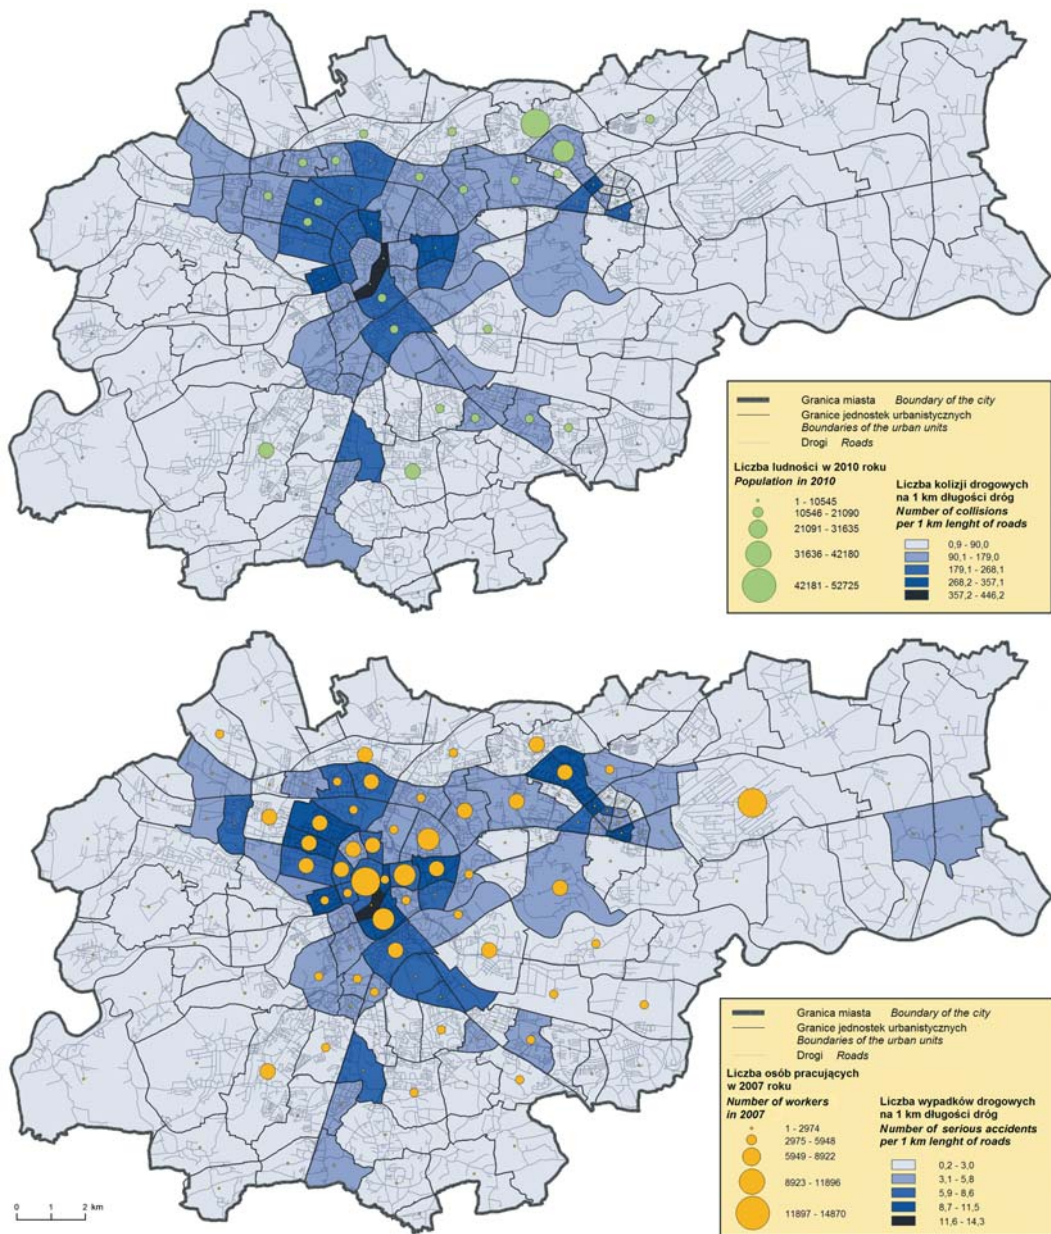 Granica miasta Boundary of the city
Granice jednostek urbanistycznych
Boundaries of the urban units
Drogi Roads
Liczba ludności w 2010 roku
Population in 2010
1 - 10545
10546 - 21090
21091 - 31635
31636 - 42180
42181 - 52725
Liczba kolizji drogowych
na 1 km długości dróg
Number of collisions
per 1 km lenght of roads
0,9 - 90,0
90,1 - 179,0
179,1 - 268,1
268,2 - 357,1
357,2 - 446,2
Granica miasta Boundary of the city
Granice jednostek urbanistycznych
Boundaries of the urban units
Drogi Roads
Liczba osób pracujących
w 2007 roku
Number of workers
in 2007
1 - 2974
2975 - 5948
5949 - 8922
8923 - 11896
11897 - 14870
Liczba wypadków drogowych
na 1 km długości dróg
Number of serious accidents
per 1 km lenght of roads
0,2 - 3,0
3,1 - 5,8
5,9 - 8,6
8,7 - 11,5
11,6 - 14,3
0 1 2 km